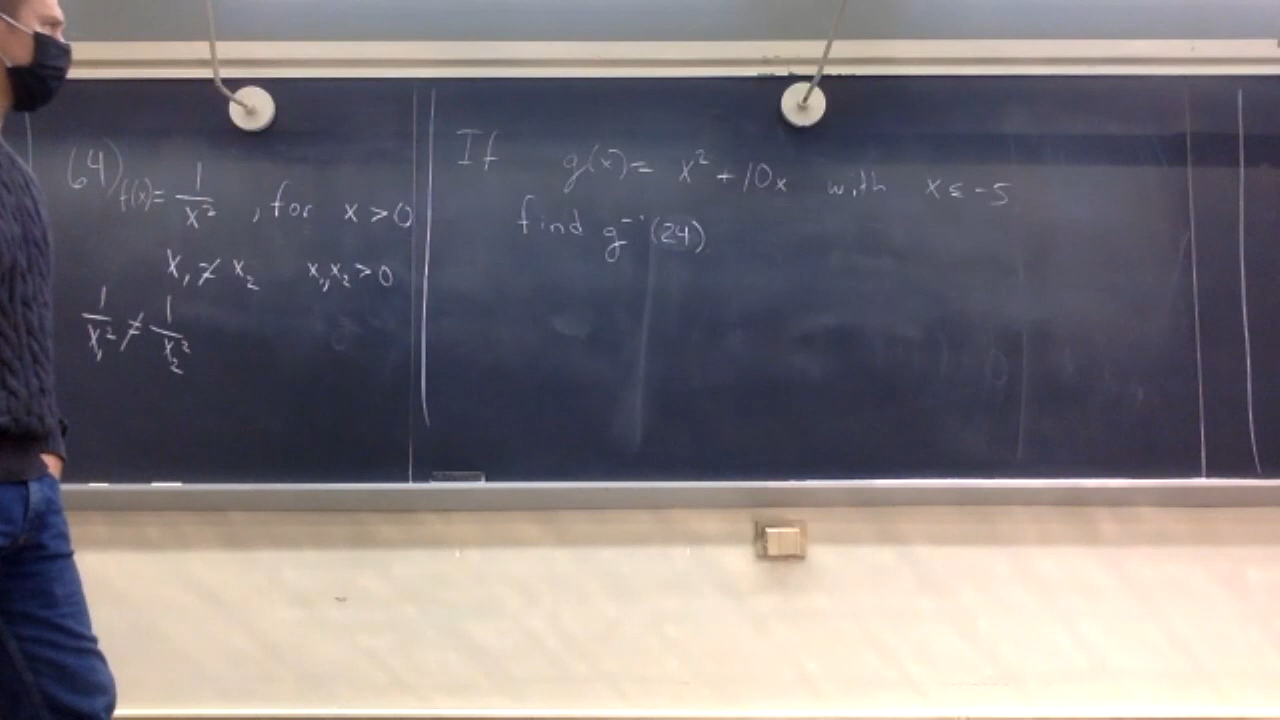 64) f(x) = 1/x², for x > 0
x₁ ≠ x₂ x₁, x₂ > 0
1/x₁² ≠ 1/x₂²
If g(x) = x² + 10x with x ≤ -5
find g⁻¹(24)